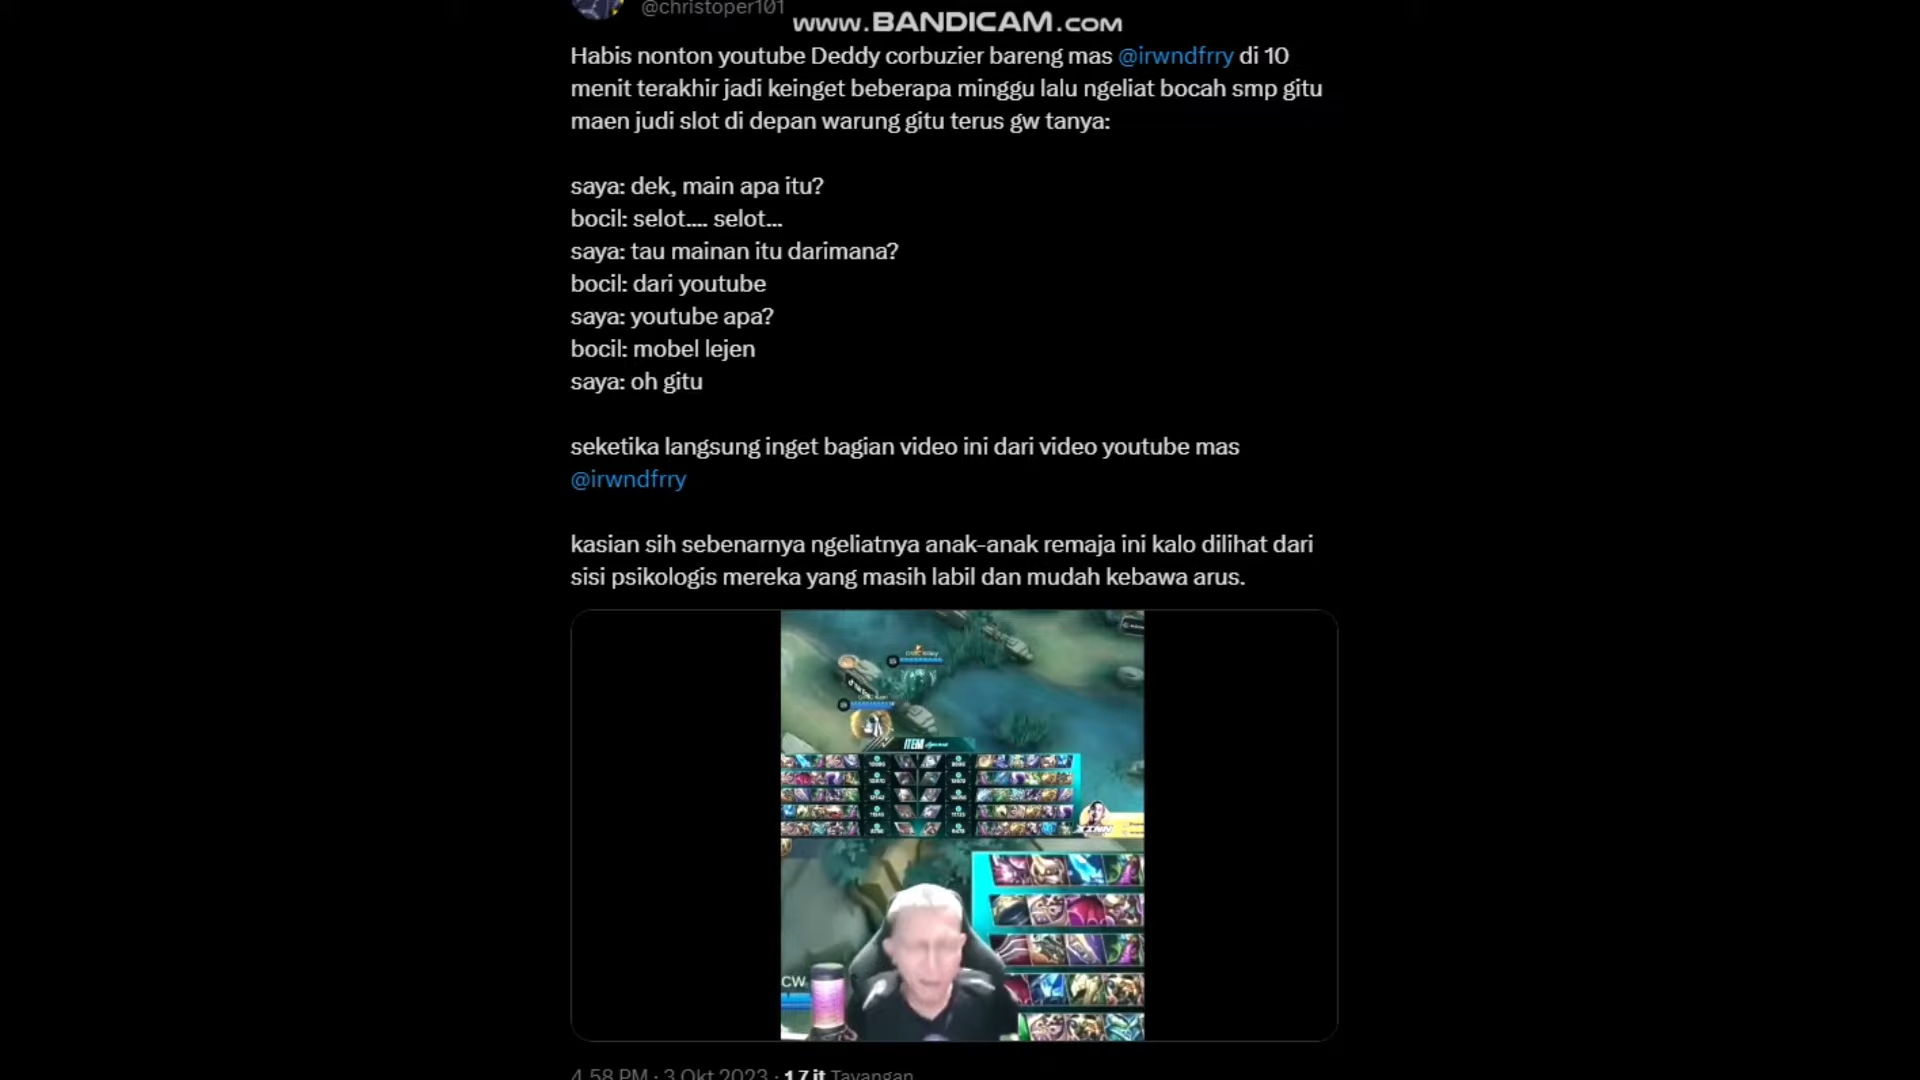 @christoper101
www.BANDICAM.com
Habis nonton youtube Deddy corbuzier bareng mas @irwndfrry di 10
menit terakhir jadi keinget beberapa minggu lalu ngeliat bocah smp gitu
maen judi slot di depan warung gitu terus gw tanya:
saya: dek, main apa itu?
bocil: selot.... selot...
saya: tau mainan itu darimana?
bocil: dari youtube
saya: youtube apa?
bocil: mobel lejen
saya: oh gitu
seketika langsung inget bagian video ini dari video youtube mas
@irwndfrry
kasian sih sebenarnya ngeliatnya anak-anak remaja ini kalo dilihat dari
sisi psikologis mereka yang masih labil dan mudah kebawa arus.
ITEM
XINN
CW
4.58 PM · 3 Okt 2023 · 1,7 jt Tayangan